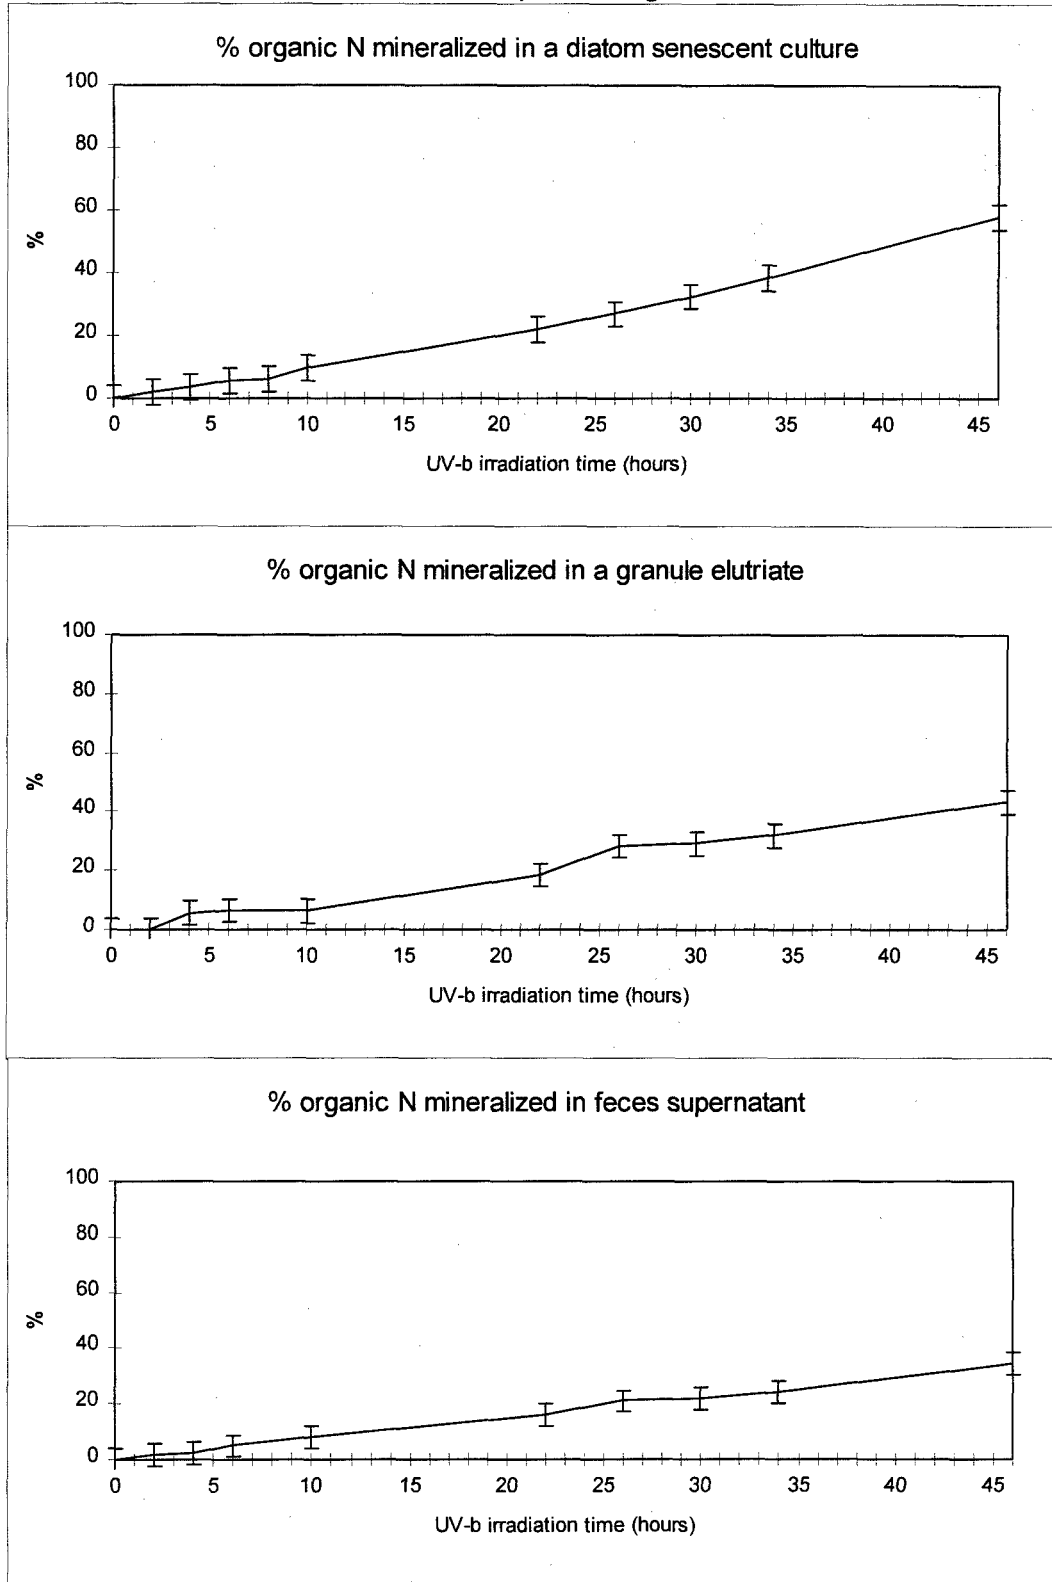 % organic N mineralized in a diatom senescent culture
100
80
60
40
20
0
%
0 5 10 15 20 25 30 35 40 45
UV-b irradiation time (hours)
% organic N mineralized in a granule elutriate
100
80
60
40
20
0
%
0 5 10 15 20 25 30 35 40 45
UV-b irradiation time (hours)
% organic N mineralized in feces supernatant
100
80
60
40
20
0
%
0 5 10 15 20 25 30 35 40 45
UV-b irradiation time (hours)